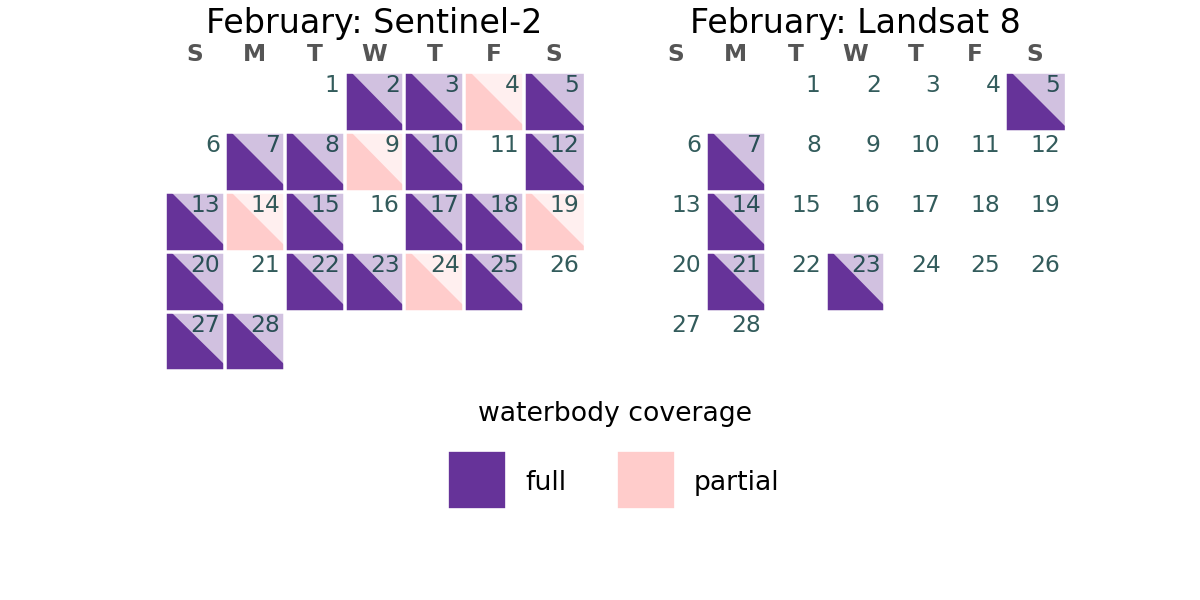 February: Sentinel-2
S M T W T F S
1 2 3 4 5
6 7 8 9 10 11 12
13 14 15 16 17 18 19
20 21 22 23 24 25 26
27 28
February: Landsat 8
S M T W T F S
1 2 3 4 5
6 7 8 9 10 11 12
13 14 15 16 17 18 19
20 21 22 23 24 25 26
27 28
waterbody coverage
full partial